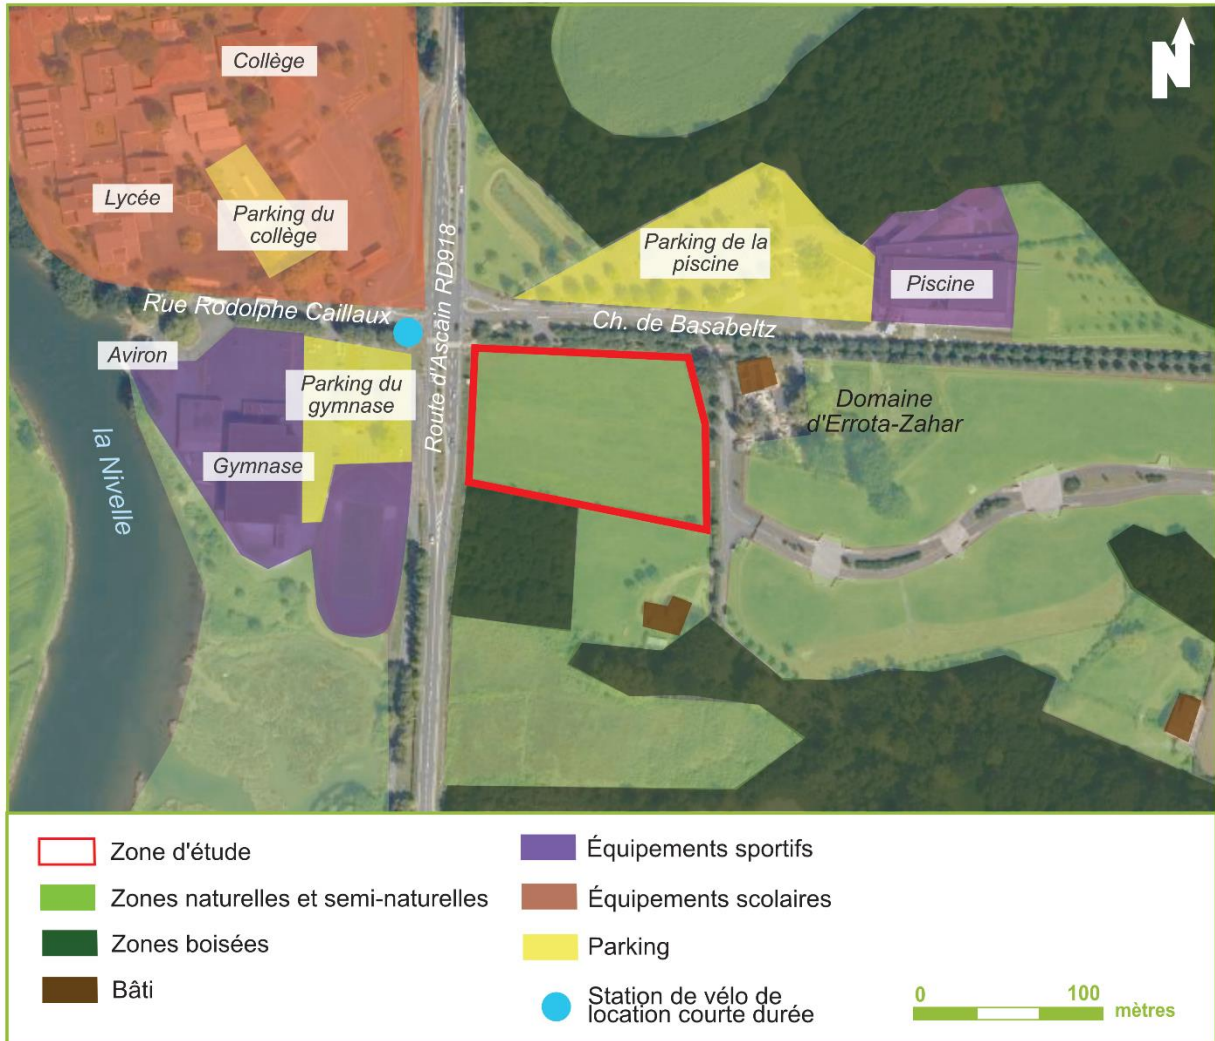 N
Collège
Lycée
Parking du
collège
Parking de la
piscine
Piscine
Rue Rodolphe Caillaux
Route d'Ascain RD918
Ch. de Basabeltz
Aviron
Parking du
gymnase
Gymnase
Domaine
d'Errota-Zahar
la Nivelle
Zone d'étude
Zones naturelles et semi-naturelles
Zones boisées
Bâti
Équipements sportifs
Équipements scolaires
Parking
Station de vélo de
location courte durée
0 100 mètres